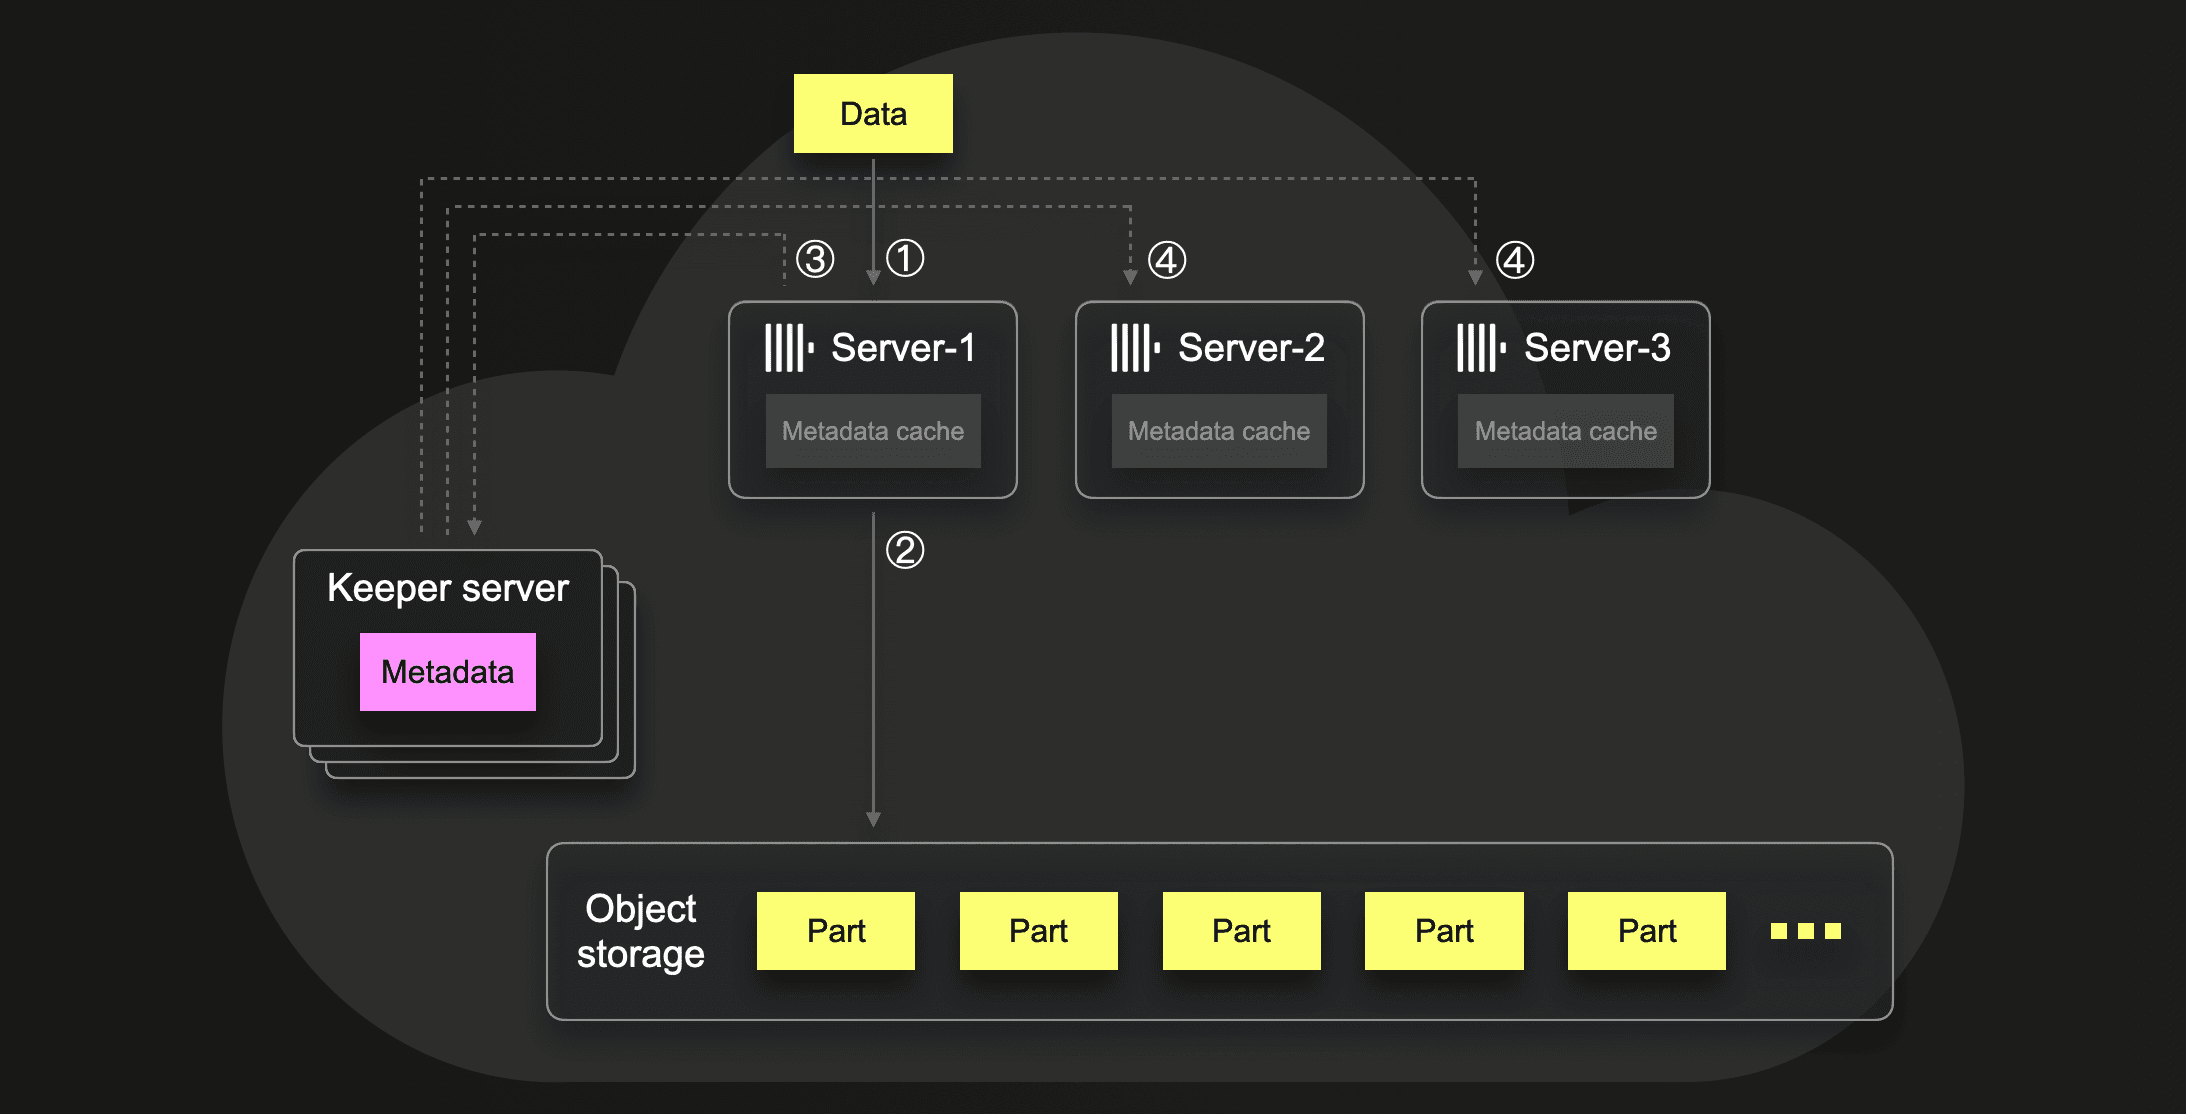 Data
③
①
④
④
Server-1
Server-2
Server-3
Metadata cache
Metadata cache
Metadata cache
②
Keeper server
Metadata
Object
storage
Part
Part
Part
Part
Part